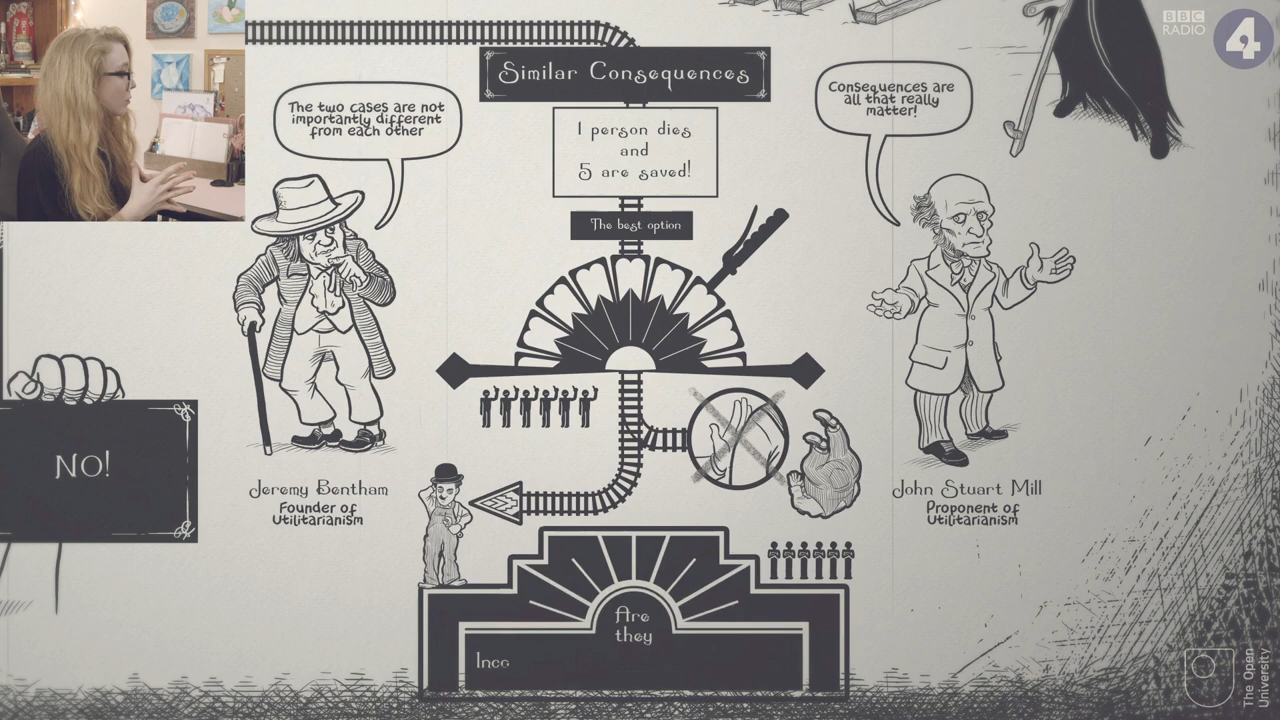 BBC
RADIO
4
Similar Consequences
The two cases are not
importantly different
from each other
Consequences are
all that really
matter!
1 person dies
and
5 are saved!
The best option
NO!
Jeremy Bentham
Founder of
Utilitarianism
John Stuart Mill
Proponent of
Utilitarianism
Are
they
Inco
The Open
University